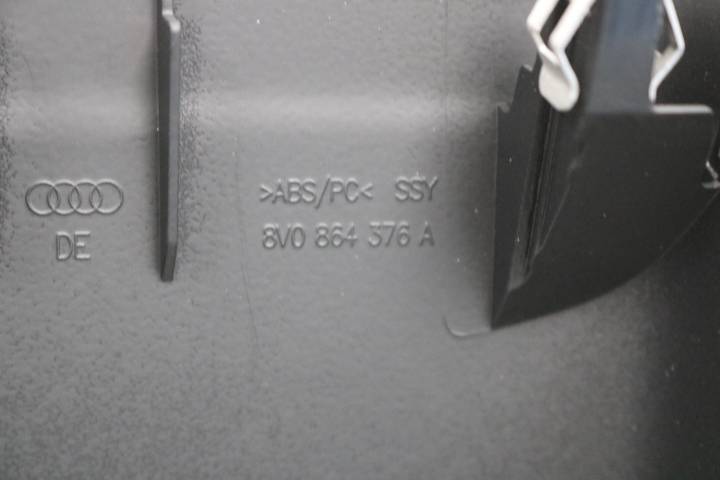 >ABS/PC< SSY
DE
8V0 864 376 A